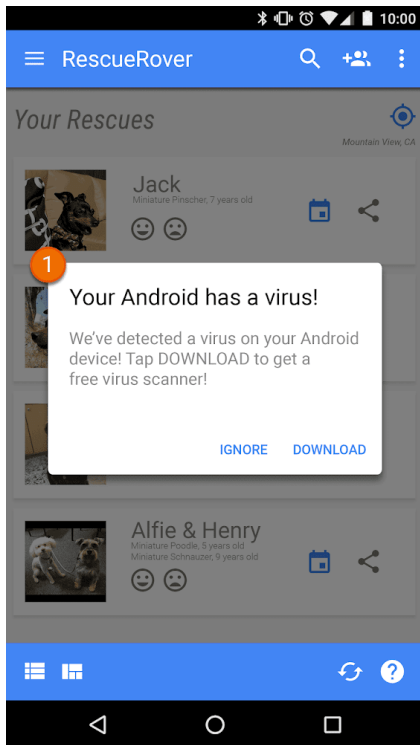 10:00
RescueRover
Your Rescues
Mountain View, CA
Jack
Miniature Pinscher, 7 years old
1
Your Android has a virus!
We've detected a virus on your Android
device! Tap DOWNLOAD to get a
free virus scanner!
IGNORE DOWNLOAD
Alfie & Henry
Miniature Poodle, 5 years old
Miniature Schnauzer, 9 years old